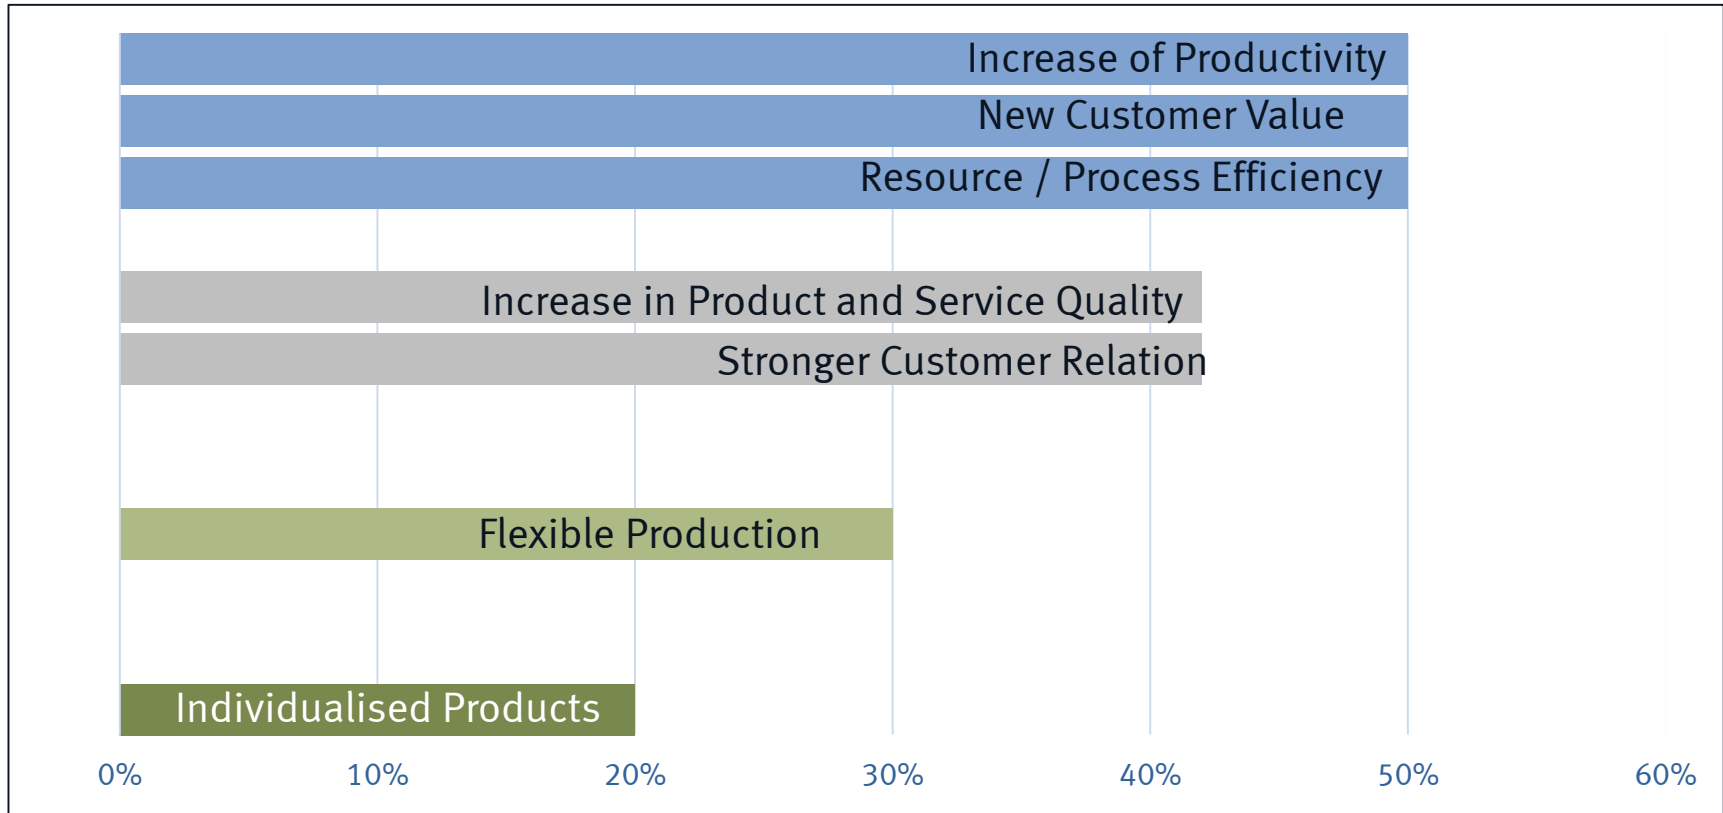 Increase of Productivity
New Customer Value
Resource / Process Efficiency
Increase in Product and Service Quality
Stronger Customer Relation
Flexible Production
Individualised Products
0% 10% 20% 30% 40% 50% 60%